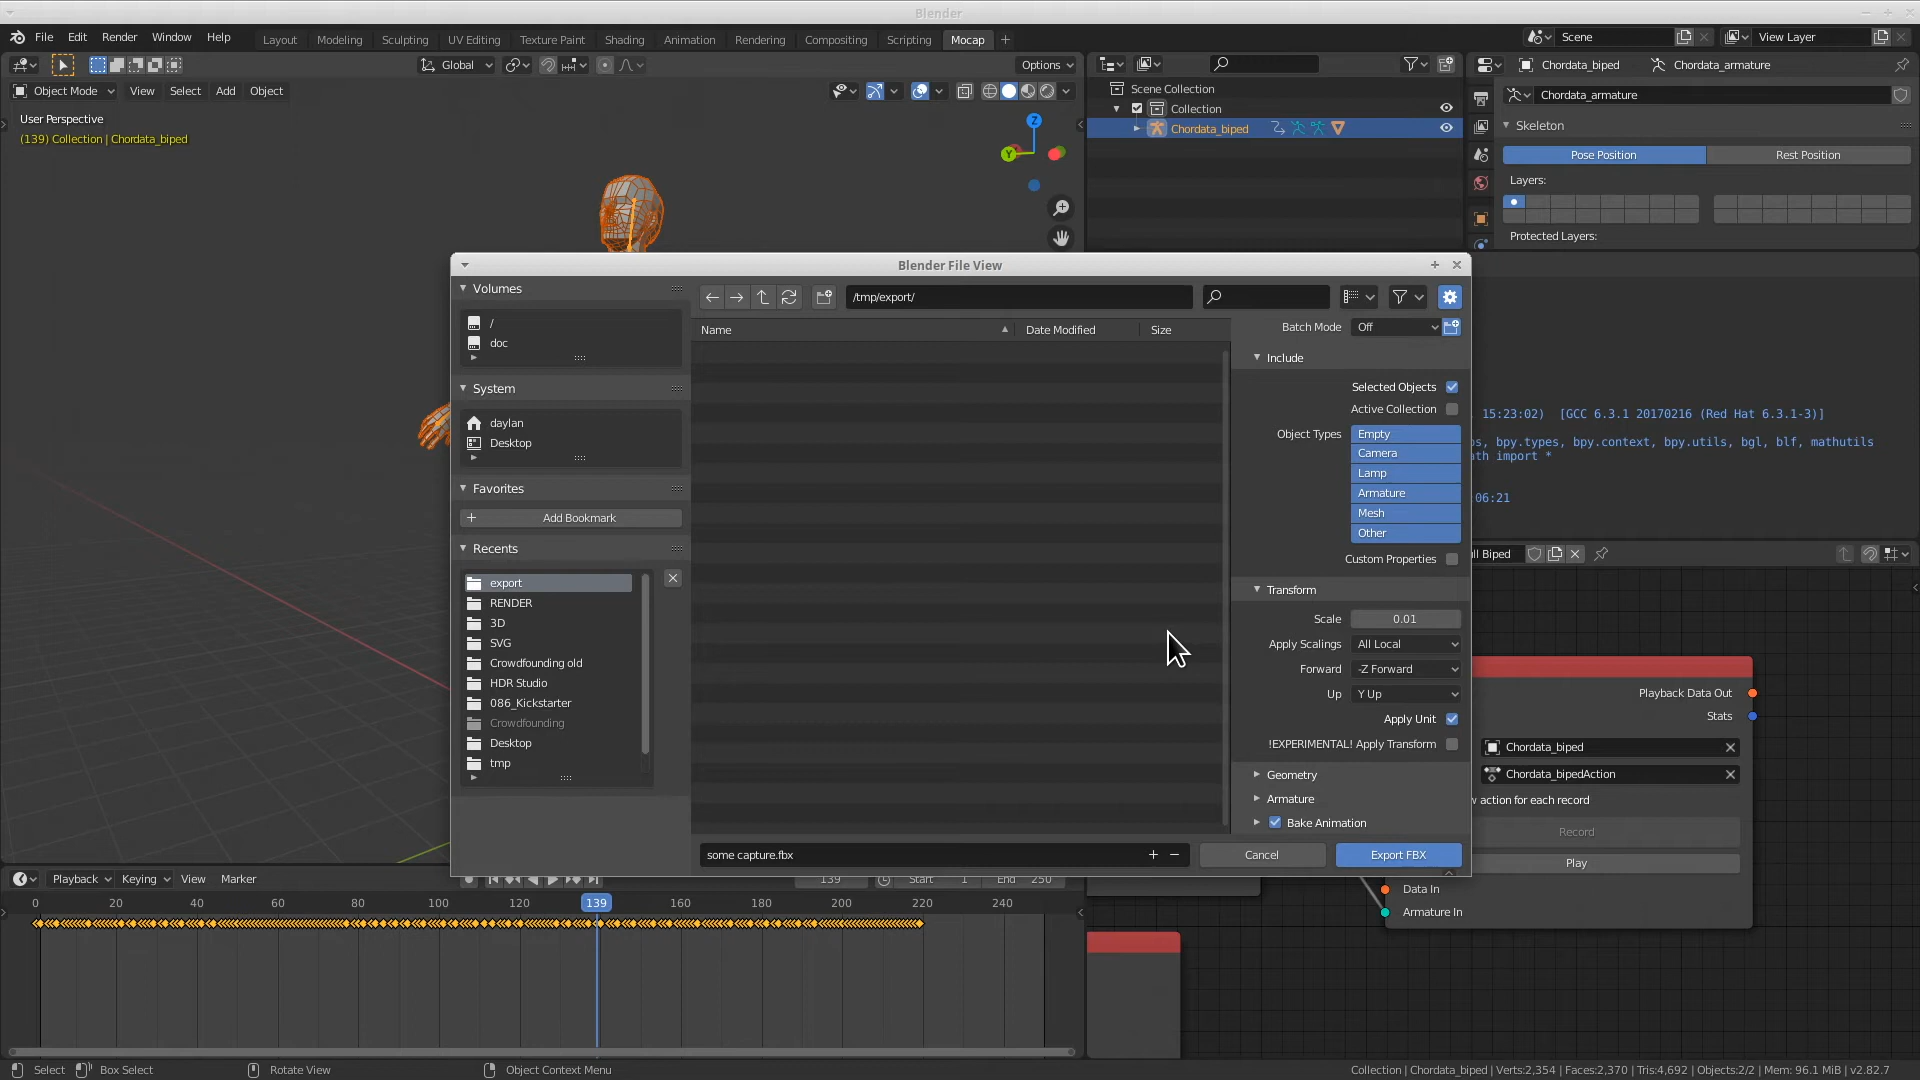 Blender
File Edit Render Window Help Layout Modeling Sculpting UV Editing Texture Paint Shading Animation Rendering Compositing Scripting Mocap + Scene View Layer
Global Options
Chordata_biped Chordata_armature
Object Mode View Select Add Object
User Perspective
(139) Collection | Chordata_biped
Z
Y
Scene Collection
Collection
Chordata_biped
Chordata_armature
Skeleton
Pose Position Rest Position
Layers:
Protected Layers:
Blender File View
Volumes
/
doc
System
daylan
Desktop
Favorites
Add Bookmark
Recents
export
RENDER
3D
SVG
Crowdfounding old
HDR Studio
086_Kickstarter
Crowdfounding
Desktop
tmp
/tmp/export/
Name Date Modified Size
Batch Mode Off
Include
Selected Objects
Active Collection
Object Types Empty
Camera
Lamp
Armature
Mesh
Other
Custom Properties
Transform
Scale 0.01
Apply Scalings All Local
Forward -Z Forward
Up Y Up
Apply Unit
!EXPERIMENTAL! Apply Transform
Geometry
Armature
Bake Animation
some capture.fbx
Cancel Export FBX
15:23:02) [GCC 6.3.1 20170216 (Red Hat 6.3.1-3)]
s, bpy.types, bpy.context, bpy.utils, bgl, blf, mathutils
ath import *
06:21
ll Biped
Playback Data Out
Stats
Chordata_biped
Chordata_bipedAction
w action for each record
Record
Play
Data In
Armature In
Playback Keying View Marker 139 Start 1 End 250
0 20 40 60 80 100 120 139 160 180 200 220 240
Select Box Select Rotate View Object Context Menu
Collection | Chordata_biped | Verts:2,354 | Faces:2,370 | Tris:4,692 | Objects:2/2 | Mem: 96.1 MiB | v2.82.7